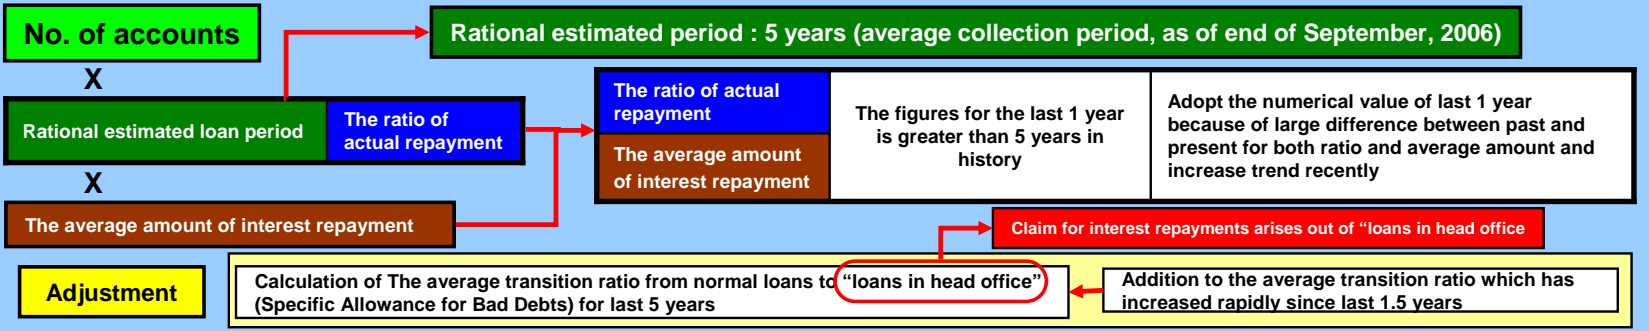 No. of accounts
Rational estimated period : 5 years (average collection period, as of end of September, 2006)
X
Rational estimated loan period
The ratio of
actual repayment
The ratio of actual
repayment
The average amount
of interest repayment
The figures for the last 1 year
is greater than 5 years in
history
Adopt the numerical value of last 1 year
because of large difference between past and
present for both ratio and average amount and
increase trend recently
X
The average amount of interest repayment
Claim for interest repayments arises out of “loans in head office
Adjustment
Calculation of The average transition ratio from normal loans to “loans in head office”
(Specific Allowance for Bad Debts) for last 5 years
Addition to the average transition ratio which has
increased rapidly since last 1.5 years